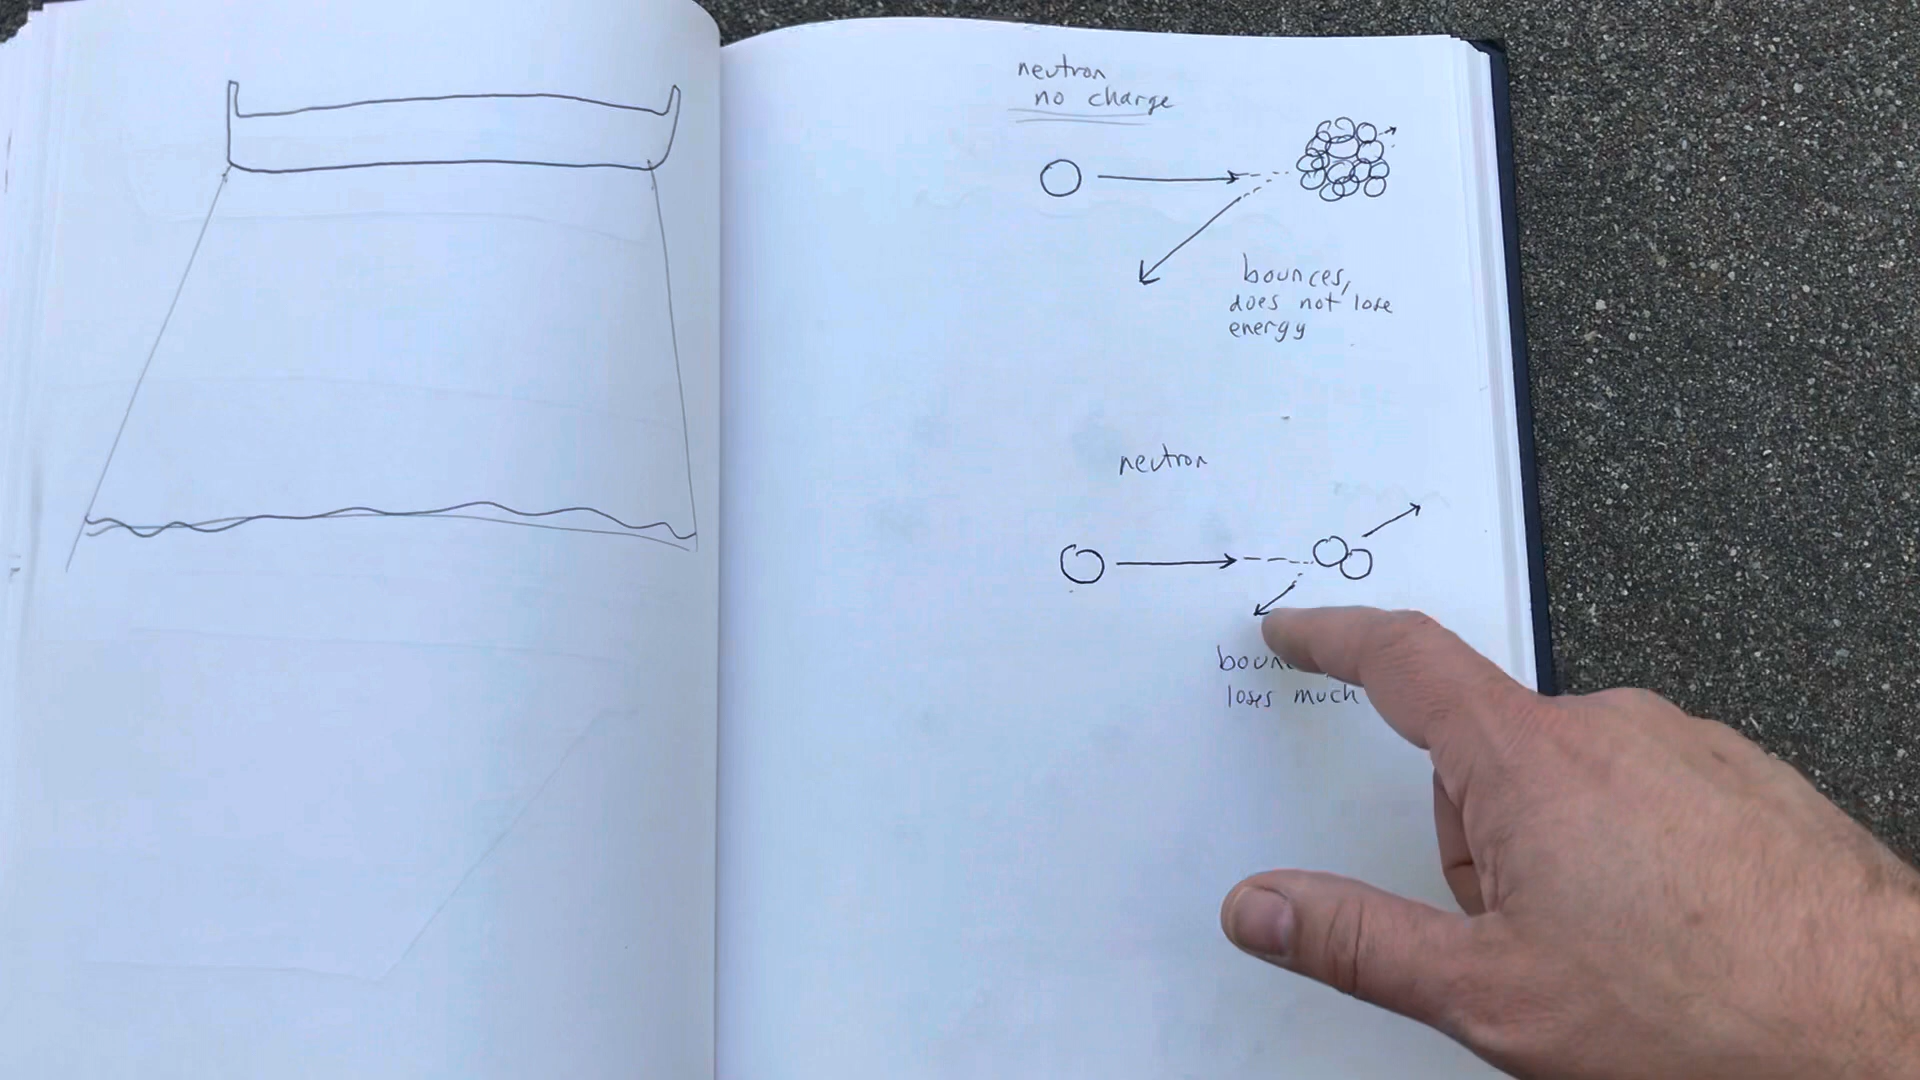 neutron
no charge
bounces,
does not lose
energy
neutron
loses much